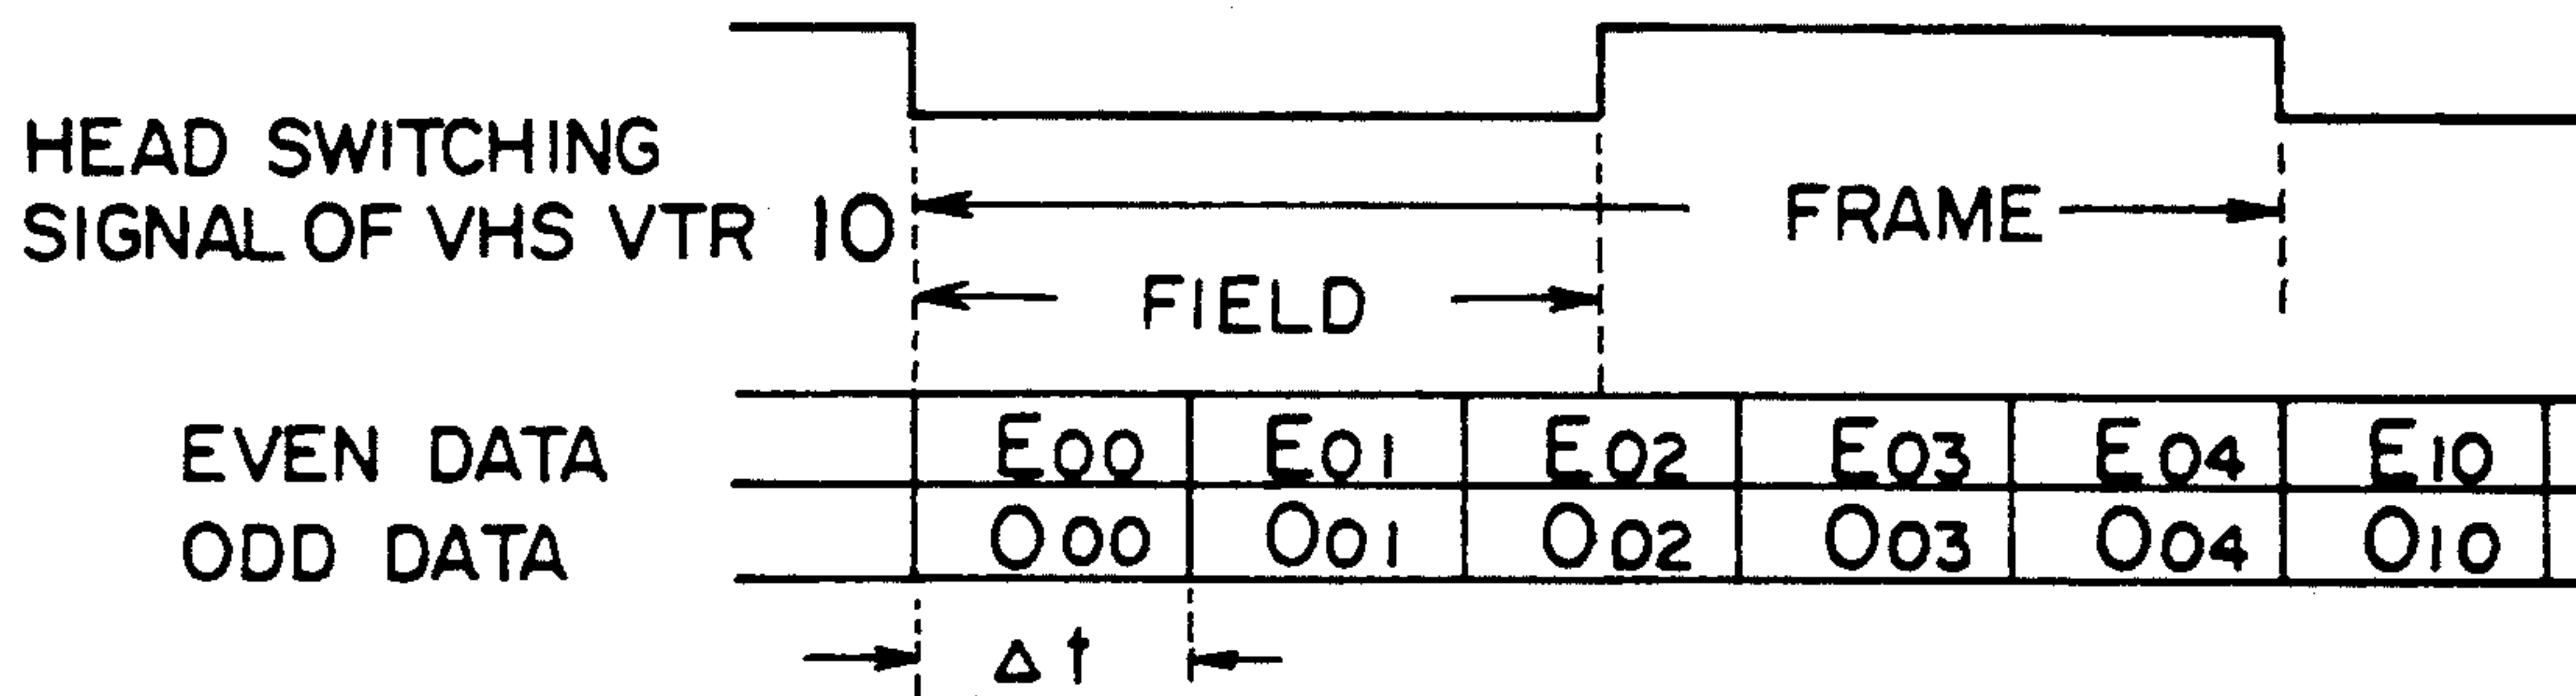 HEAD SWITCHING
SIGNAL OF VHS VTR 10
FRAME
FIELD
EVEN DATA E00 E01 E02 E03 E04 E10
ODD DATA O00 O01 O02 O03 O04 O10
Δt